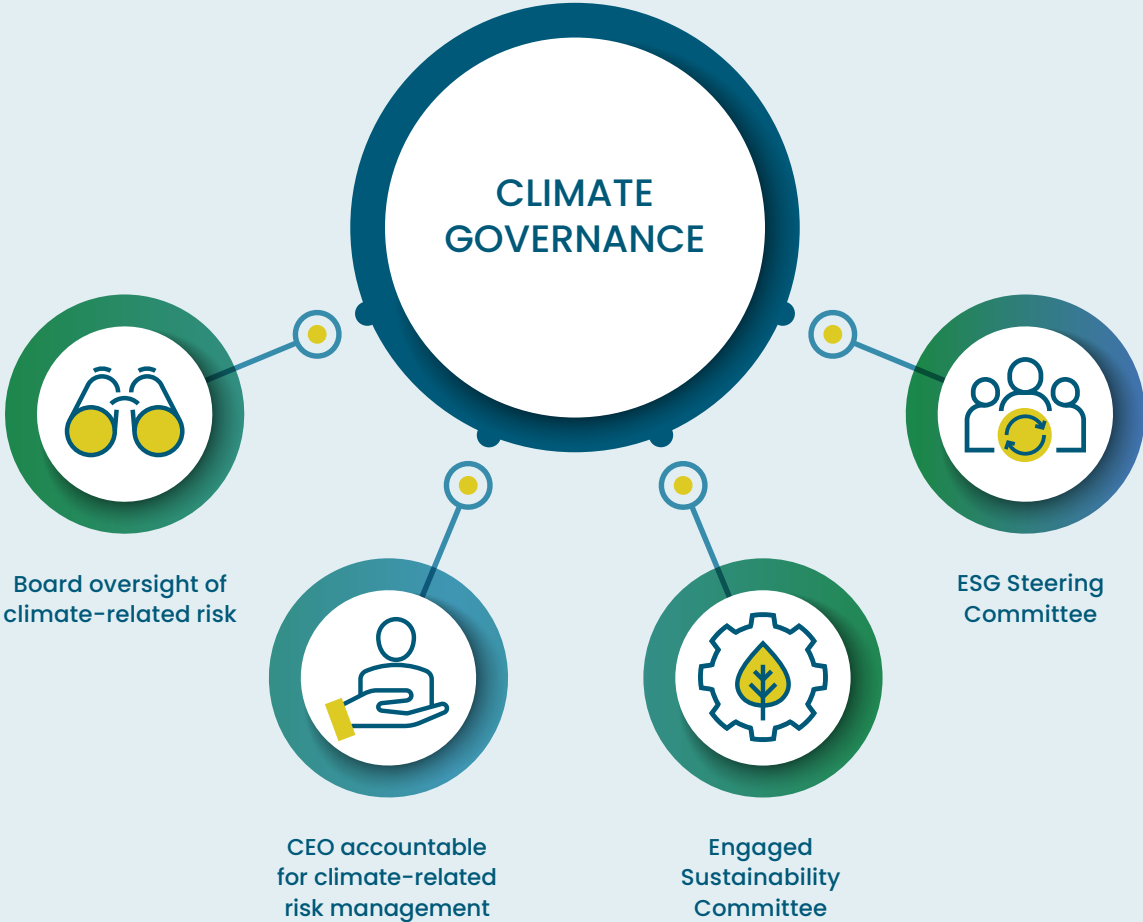 CLIMATE
GOVERNANCE
Board oversight of
climate-related risk
CEO accountable
for climate-related
risk management
Engaged
Sustainability
Committee
ESG Steering
Committee